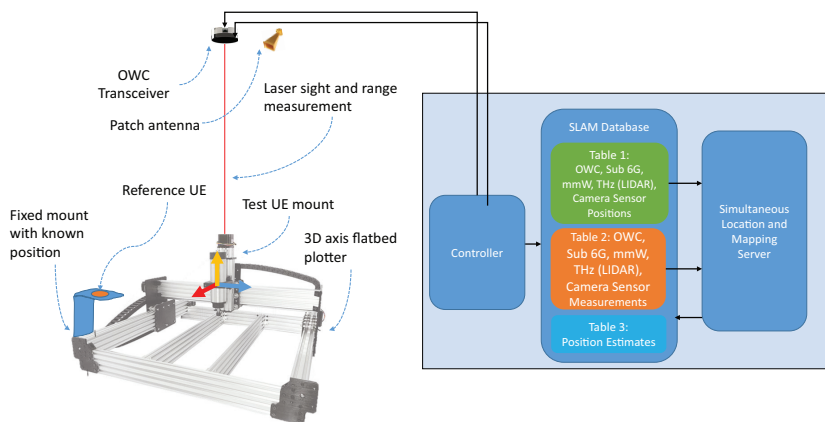 OWC
Transceiver
Patch antenna
Laser sight and range
measurement
Reference UE
Fixed mount
with known
position
Test UE mount
3D axis flatbed
plotter
Controller
SLAM Database
Table 1:
OWC, Sub 6G,
mmW, THz (LIDAR),
Camera Sensor
Positions
Table 2: OWC,
Sub 6G, mmW,
THz (LIDAR),
Camera Sensor
Measurements
Table 3:
Position Estimates
Simultaneous
Location and
Mapping
Server